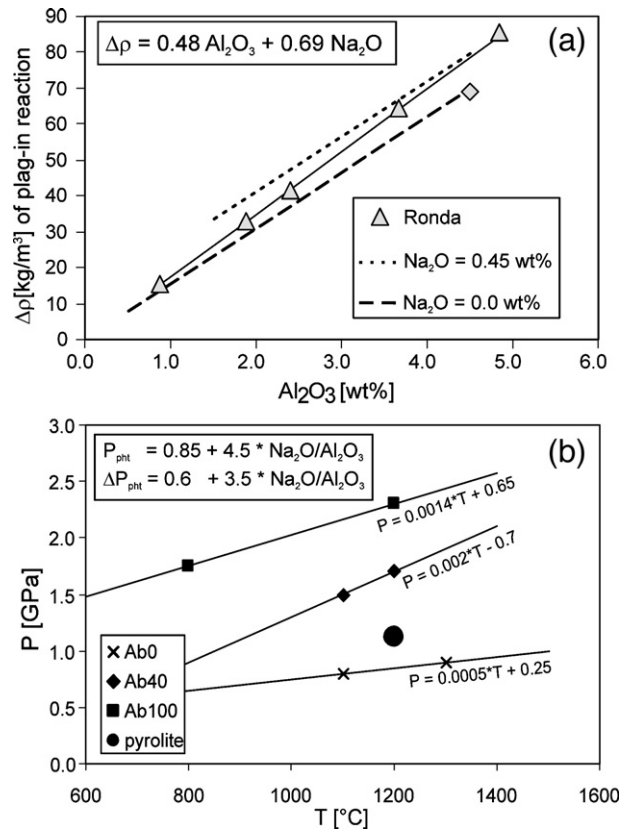 (a)
Δρ = 0.48 Al₂O₃ + 0.69 Na₂O
Δρ[kg/m³] of plag-in reaction
90
80
70
60
50
40
30
20
10
0
Ronda
Na₂O = 0.45 wt%
Na₂O = 0.0 wt%
0.0 1.0 2.0 3.0 4.0 5.0 6.0
Al₂O₃ [wt%]
(b)
P_pht = 0.85 + 4.5 * Na₂O/Al₂O₃
ΔP_pht = 0.6 + 3.5 * Na₂O/Al₂O₃
P [GPa]
3.0
2.5
2.0
1.5
1.0
0.5
0.0
P = 0.0014*T + 0.65
P = 0.002*T - 0.7
P = 0.0005*T + 0.25
Ab0
Ab40
Ab100
pyrolite
600 800 1000 1200 1400 1600
T [°C]